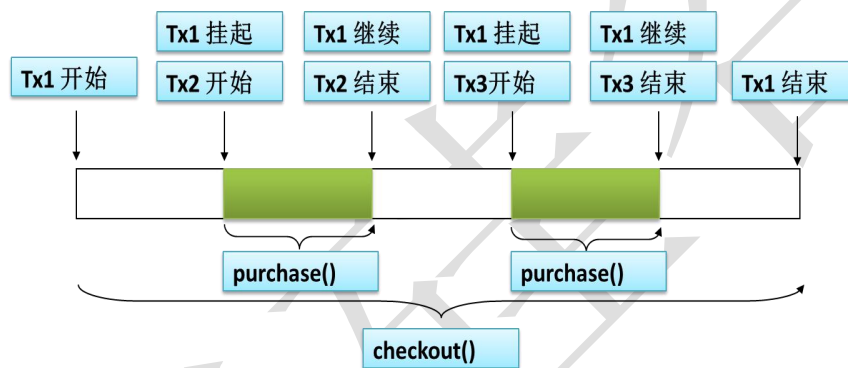 Tx1 挂起
Tx1 继续
Tx1 挂起
Tx1 继续
Tx1 开始
Tx2 开始
Tx2 结束
Tx3开始
Tx3 结束
Tx1 结束
purchase()
purchase()
checkout()